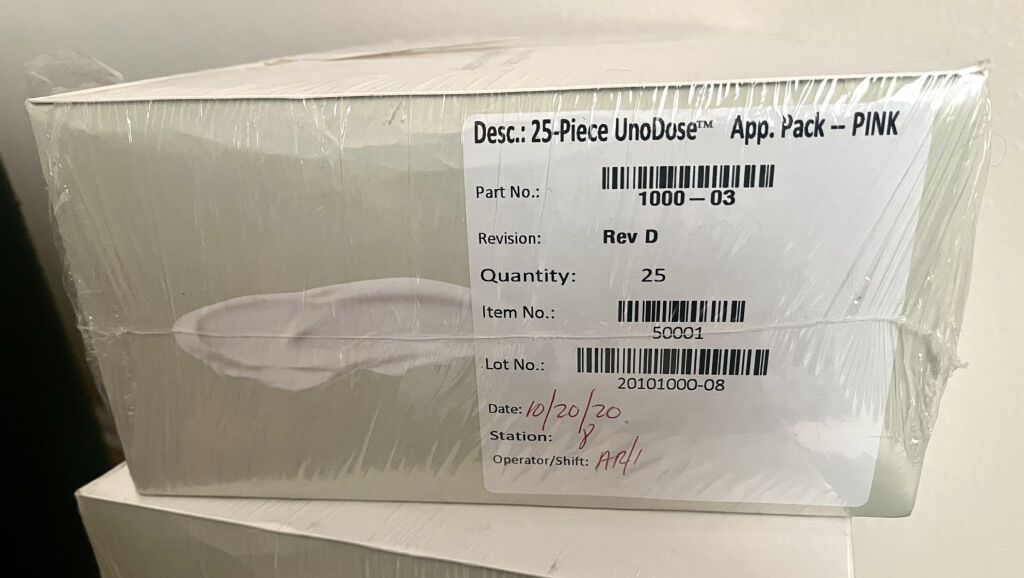 Desc.: 25-Piece UnoDose™ App. Pack -- PINK
Part No.:
1000 – 03
Revision: Rev D
Quantity: 25
Item No.:
50001
Lot No.:
20101000-08
Date: 10/20/20
Station: 8
Operator/Shift: AR/1